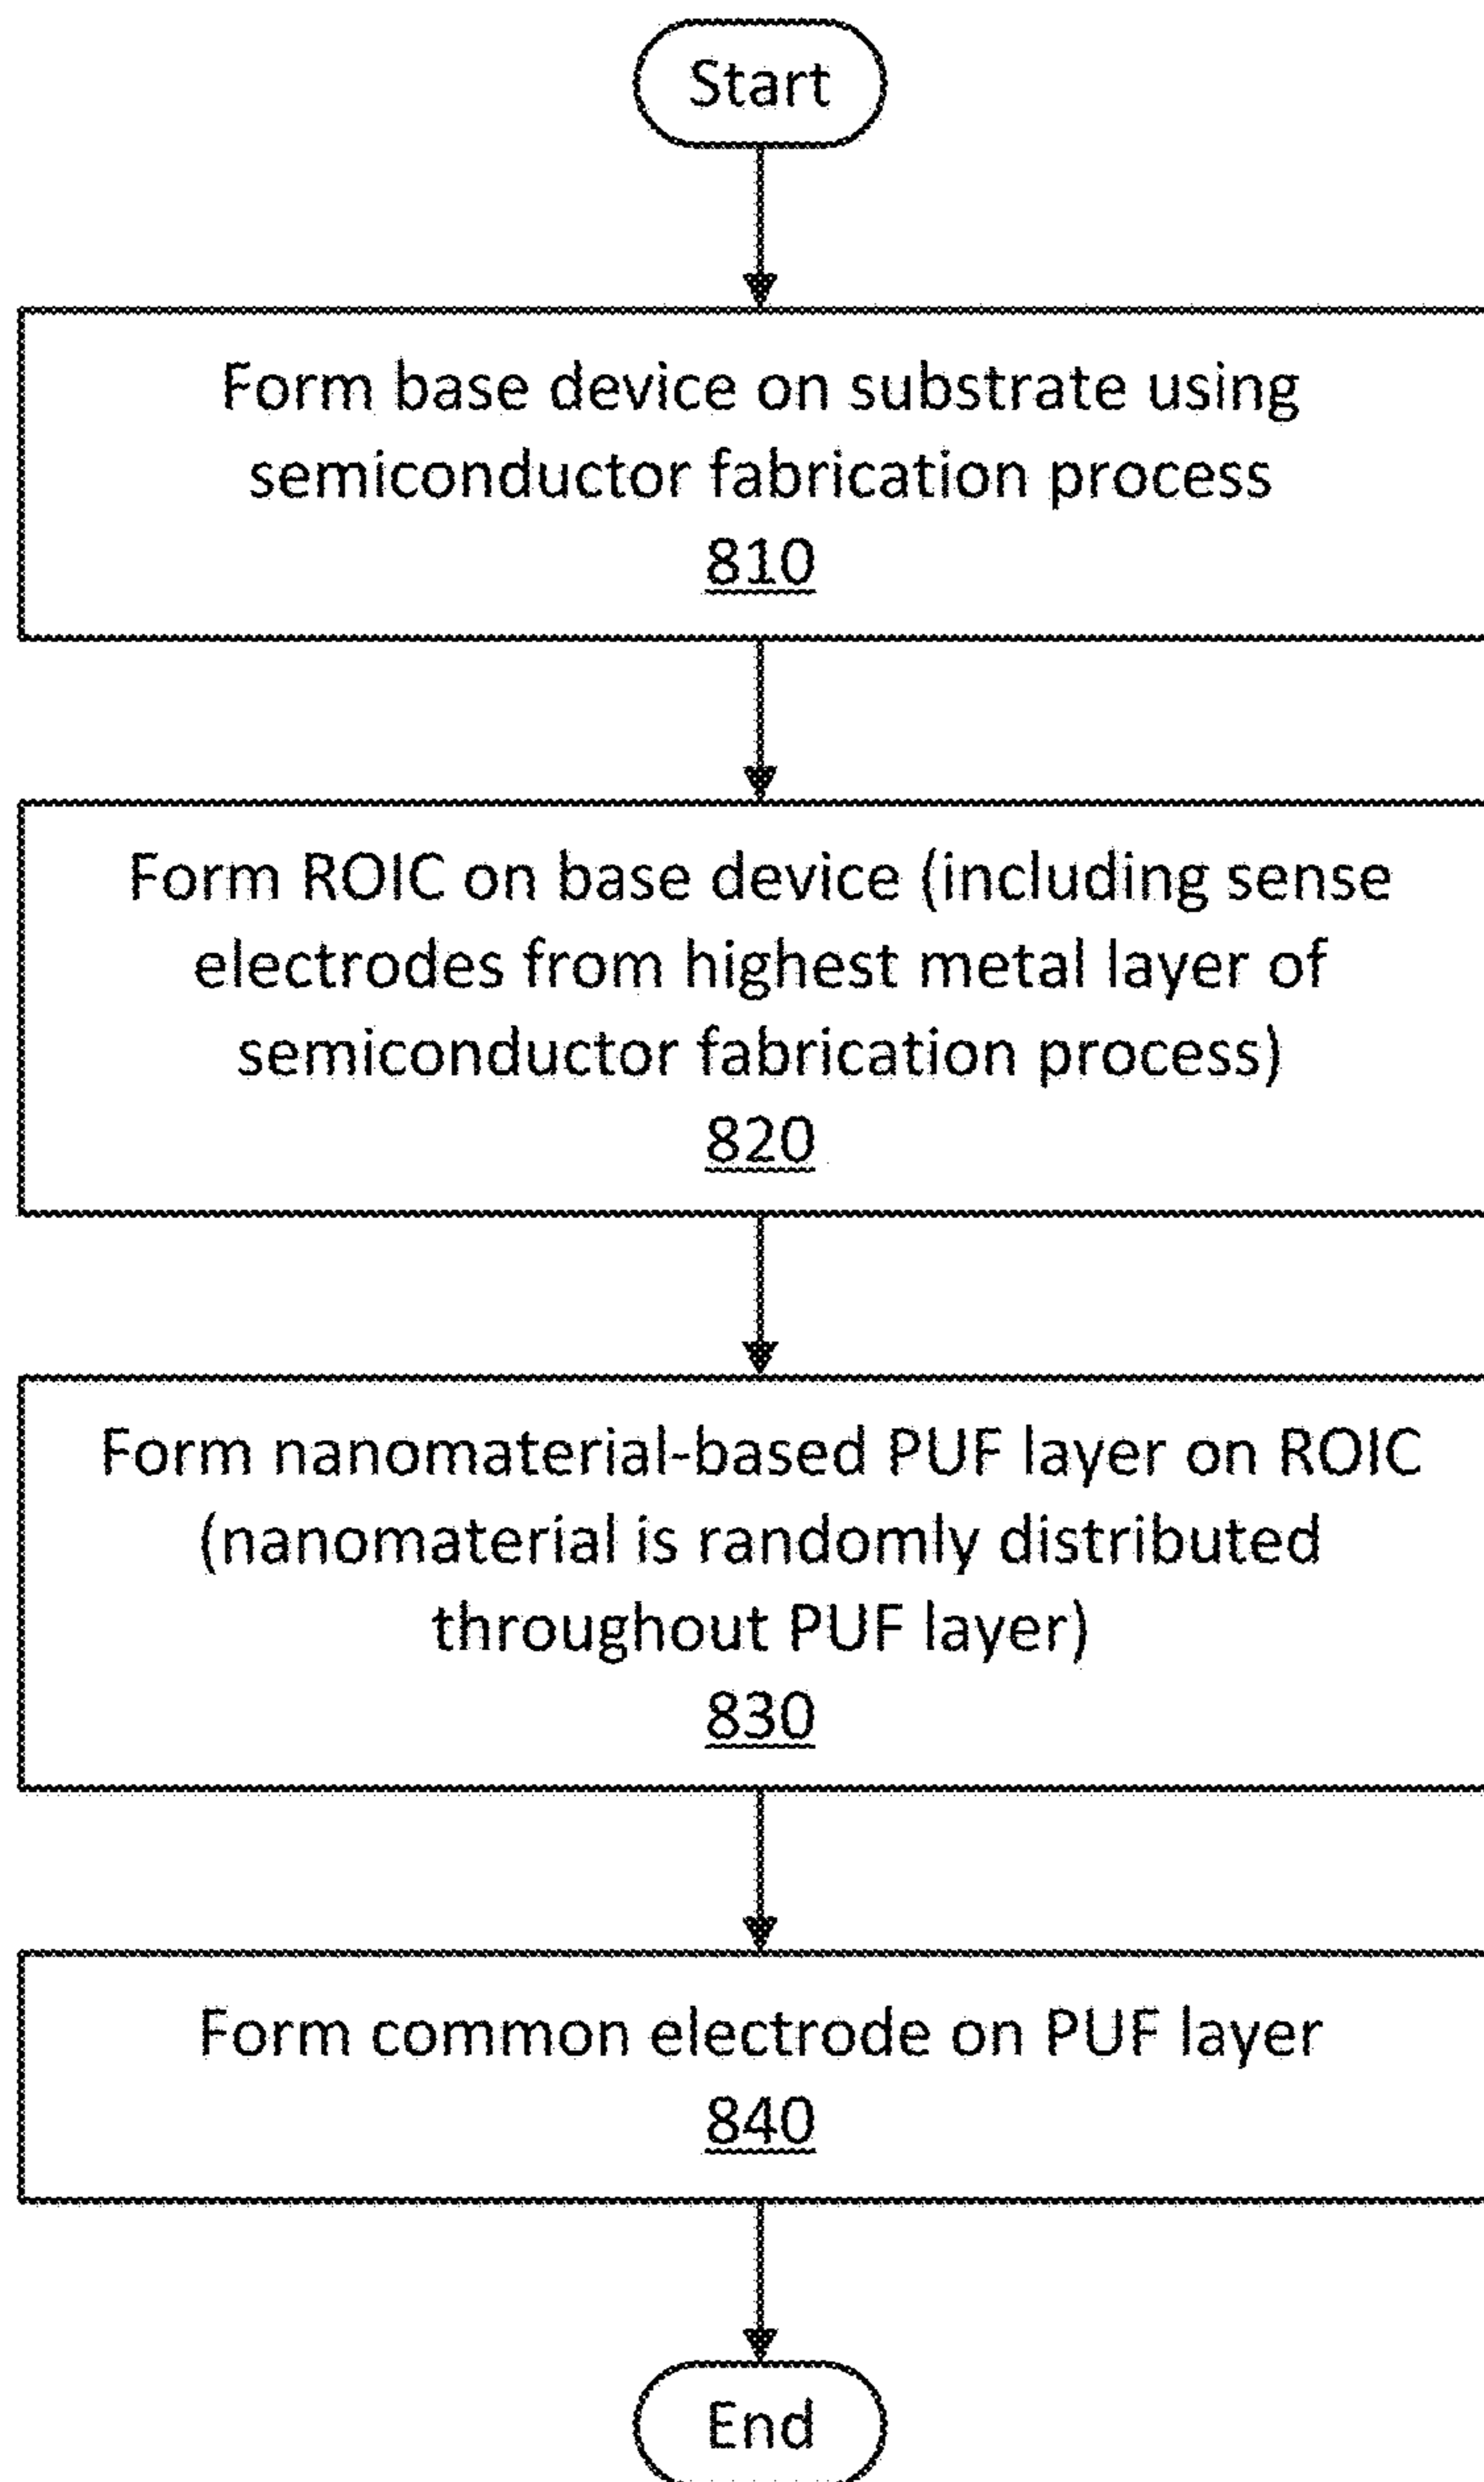 Start
Form base device on substrate using
semiconductor fabrication process
810
Form ROIC on base device (including sense
electrodes from highest metal layer of
semiconductor fabrication process)
820
Form nanomaterial-based PUF layer on ROIC
(nanomaterial is randomly distributed
throughout PUF layer)
830
Form common electrode on PUF layer
840
End